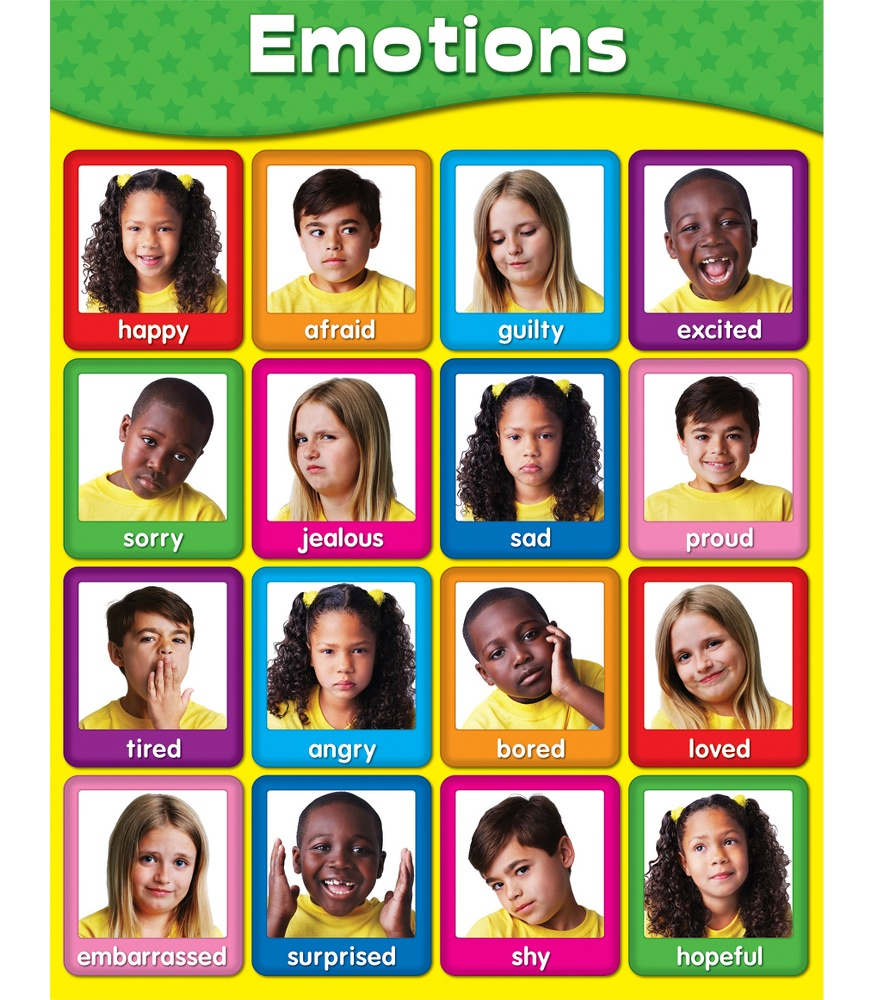 Emotions
happy afraid guilty excited
sorry jealous sad proud
tired angry bored loved
embarrassed surprised shy hopeful